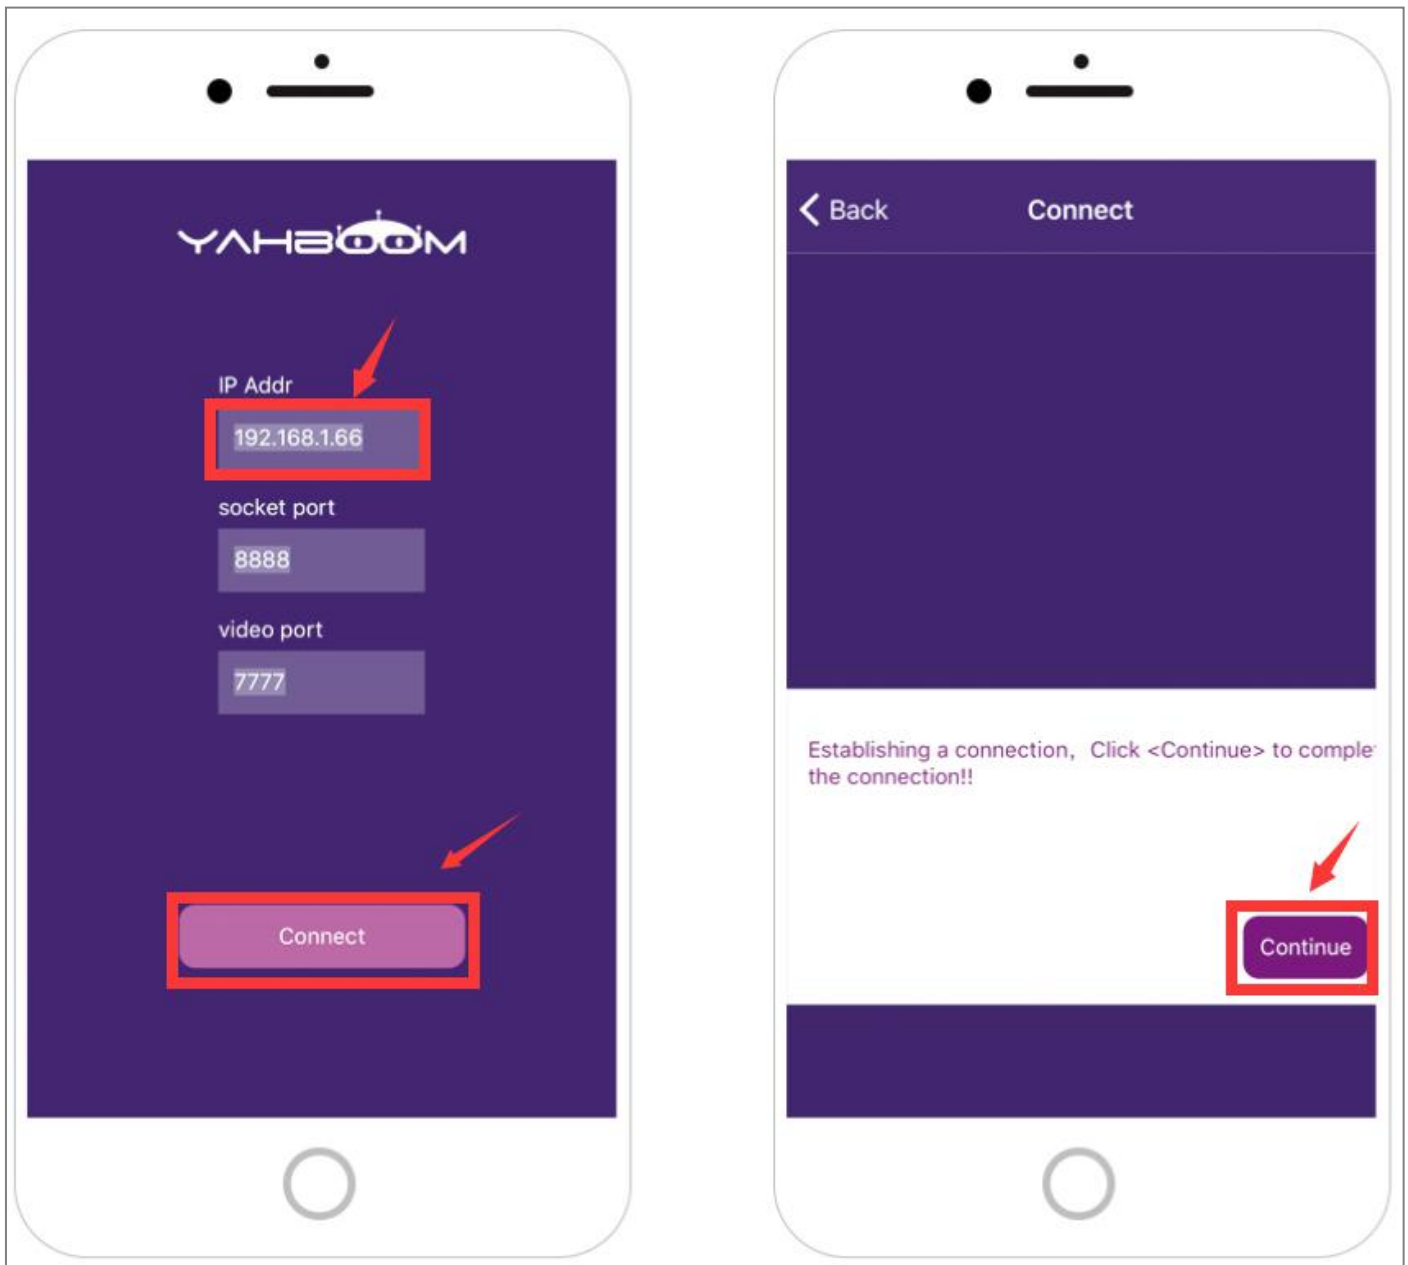 YAHBOOM
IP Addr
192.168.1.66
socket port
8888
video port
7777
Connect
Back
Connect
Establishing a connection, Click <Continue> to comple
the connection!!
Continue